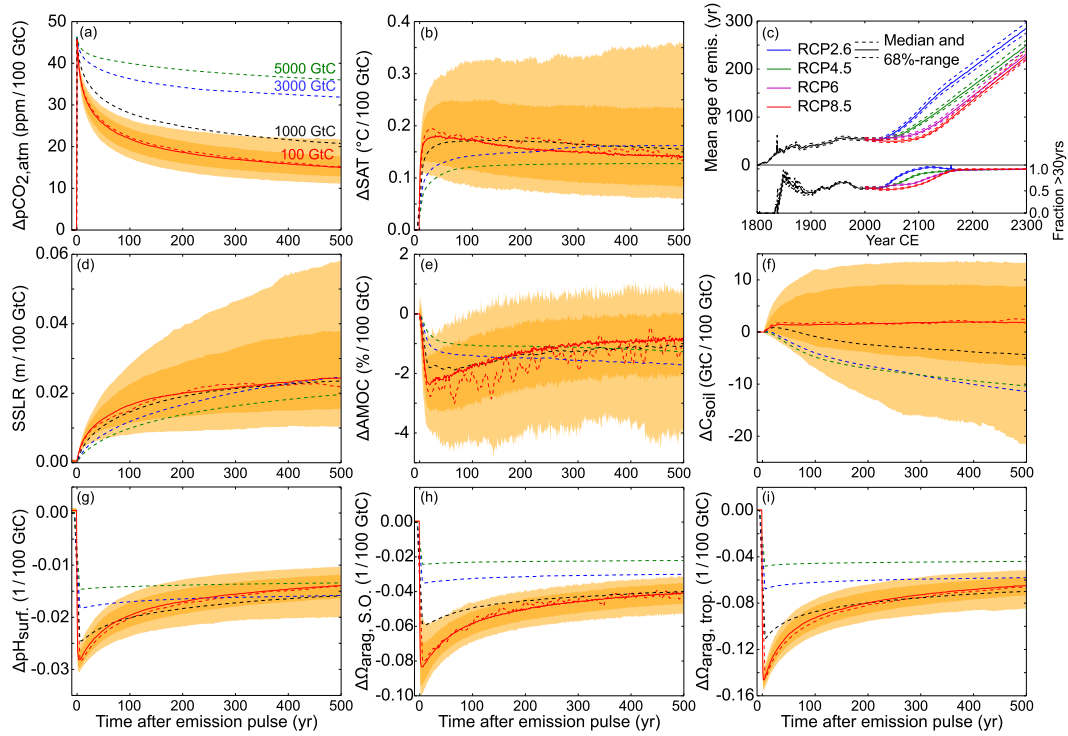 (a)
ΔpCO2,atm (ppm / 100 GtC)
60
50
40
30
20
10
0
5000 GtC
3000 GtC
1000 GtC
100 GtC
0 100 200 300 400 500
(b)
ΔSAT (°C / 100 GtC)
0.4
0.3
0.2
0.1
0.0
0 100 200 300 400 500
(c)
Mean age of emis. (yr)
300
250
200
150
100
50
0
RCP2.6
RCP4.5
RCP6
RCP8.5
Median and
68%-range
1.0
0.5
0.0
Fraction >30yrs
1800 1900 2000 2100 2200 2300
Year CE
(d)
SSLR (m / 100 GtC)
0.06
0.04
0.02
0.00
0 100 200 300 400 500
(e)
ΔAMOC (% / 100 GtC)
2
0
-2
-4
0 100 200 300 400 500
(f)
ΔCsoil (GtC / 100 GtC)
10
0
-10
-20
0 100 200 300 400 500
(g)
ΔpHsurf. (1 / 100 GtC)
0.00
-0.01
-0.02
-0.03
0 100 200 300 400 500
Time after emission pulse (yr)
(h)
ΔΩarag, S.O. (1 / 100 GtC)
0.00
-0.02
-0.04
-0.06
-0.08
-0.10
0 100 200 300 400 500
Time after emission pulse (yr)
(i)
ΔΩarag, trop. (1 / 100 GtC)
0.00
-0.04
-0.08
-0.12
-0.16
0 100 200 300 400 500
Time after emission pulse (yr)